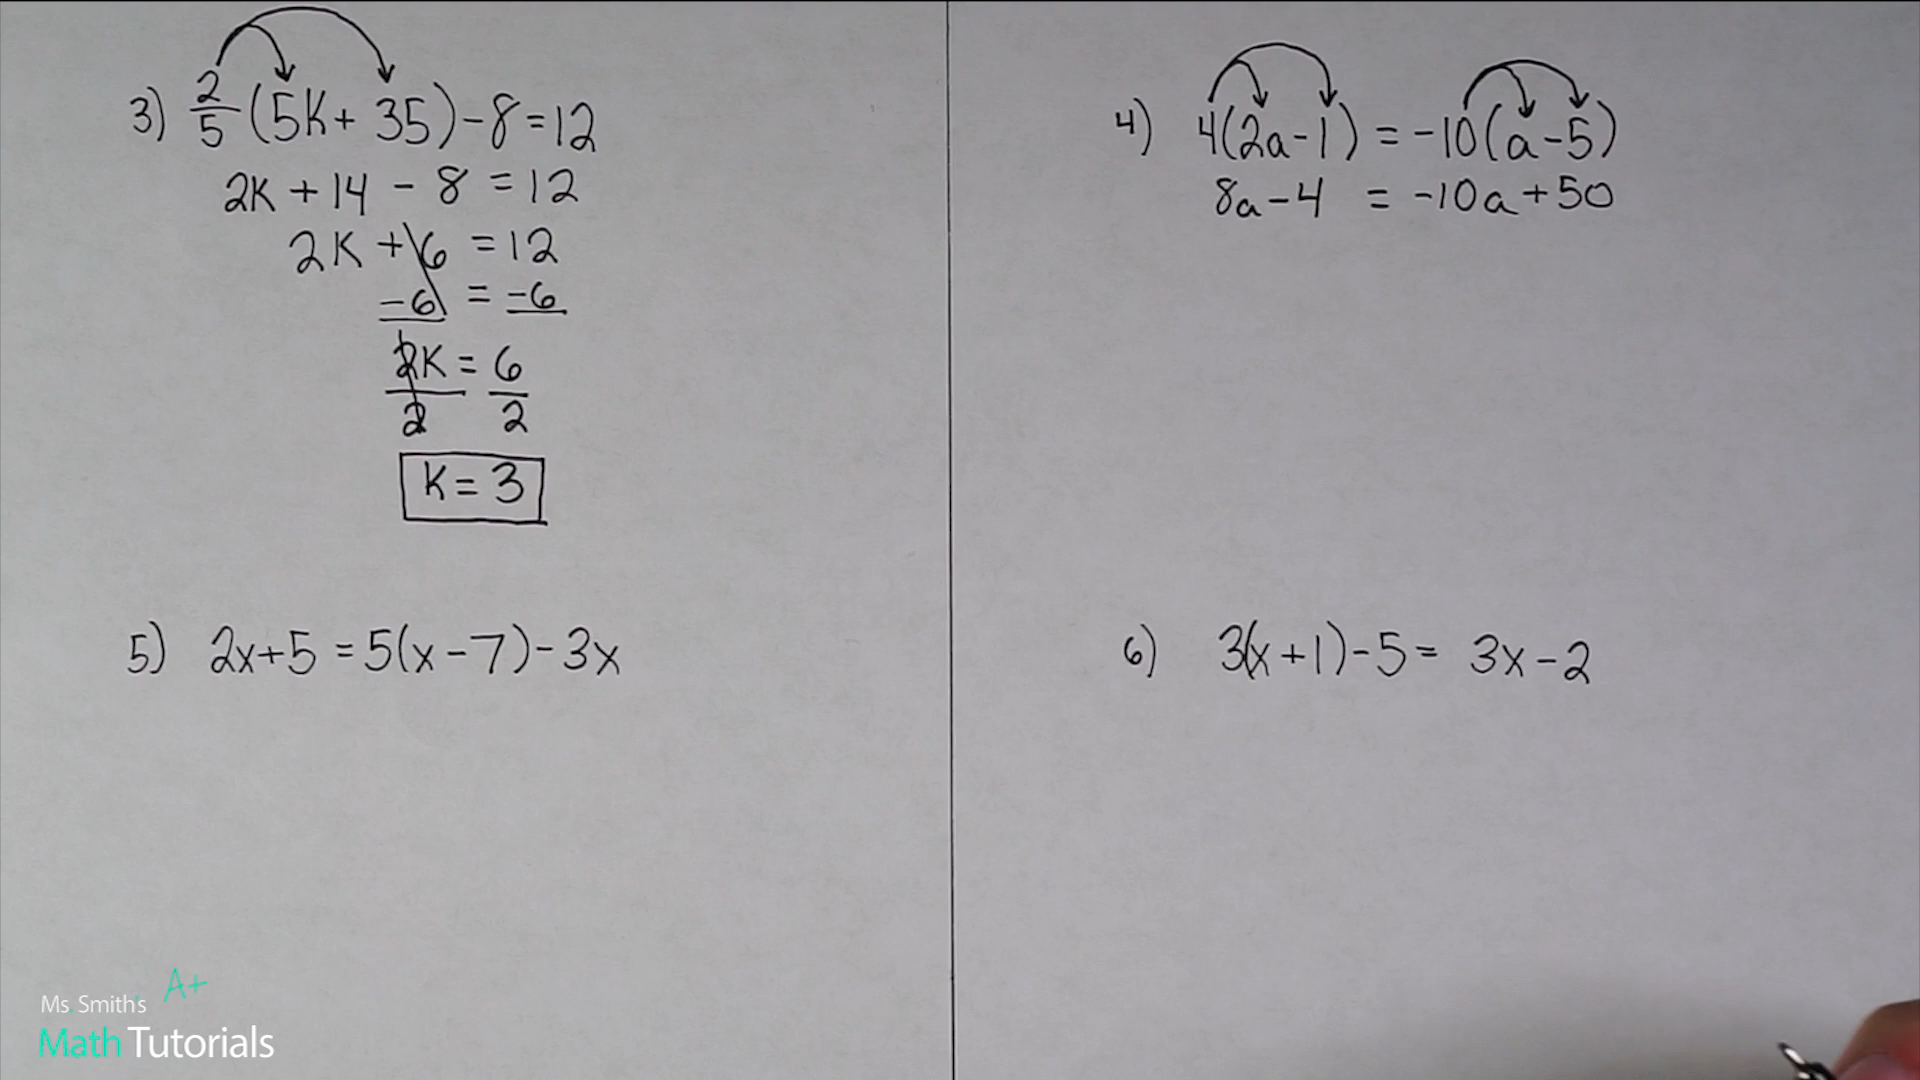 3) 2/5 (5K + 35) - 8 = 12
2K + 14 - 8 = 12
2K + 6 = 12
-6 = -6
2K = 6
2 2
K = 3
4) 4(2a - 1) = -10(a - 5)
8a - 4 = -10a + 50
5) 2x + 5 = 5(x - 7) - 3x
6) 3(x + 1) - 5 = 3x - 2
A+
Ms. Smith's
Math Tutorials